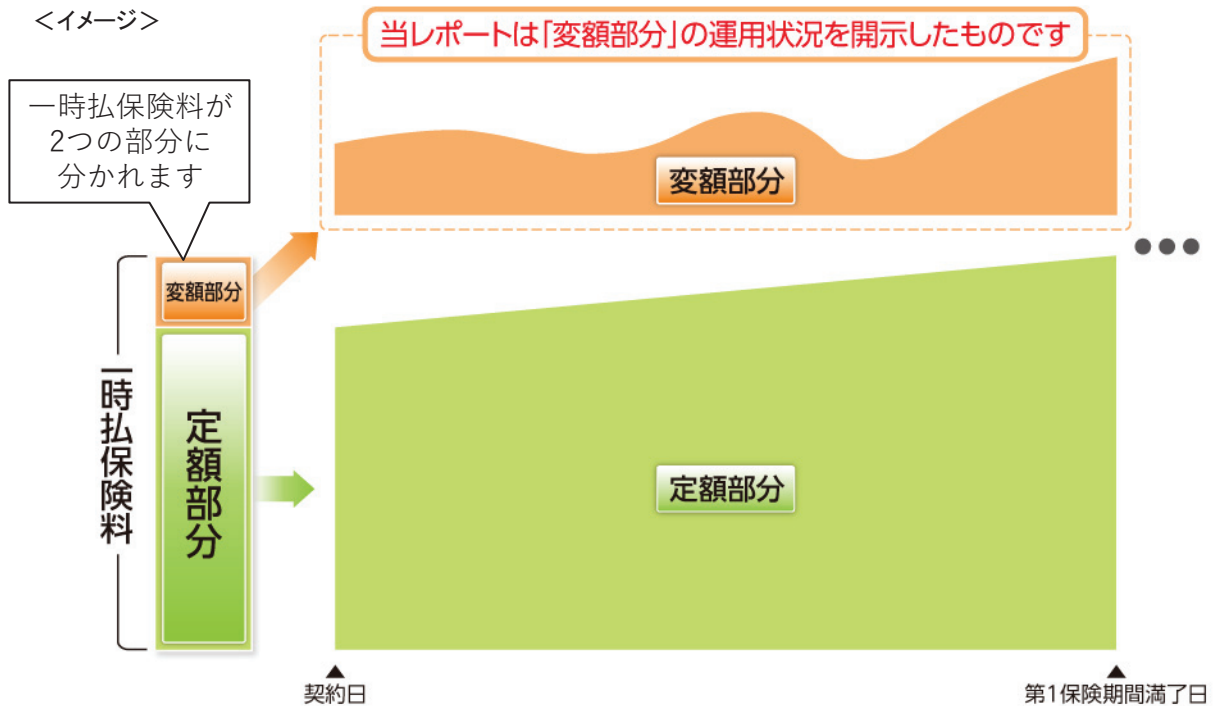 ＜イメージ＞
当レポートは「変額部分」の運用状況を開示したものです
一時払保険料が
2つの部分に
分かれます
変額部分
変額部分
●●●
一時払保険料
定額部分
定額部分
▲
契約日
▲
第1保険期間満了日